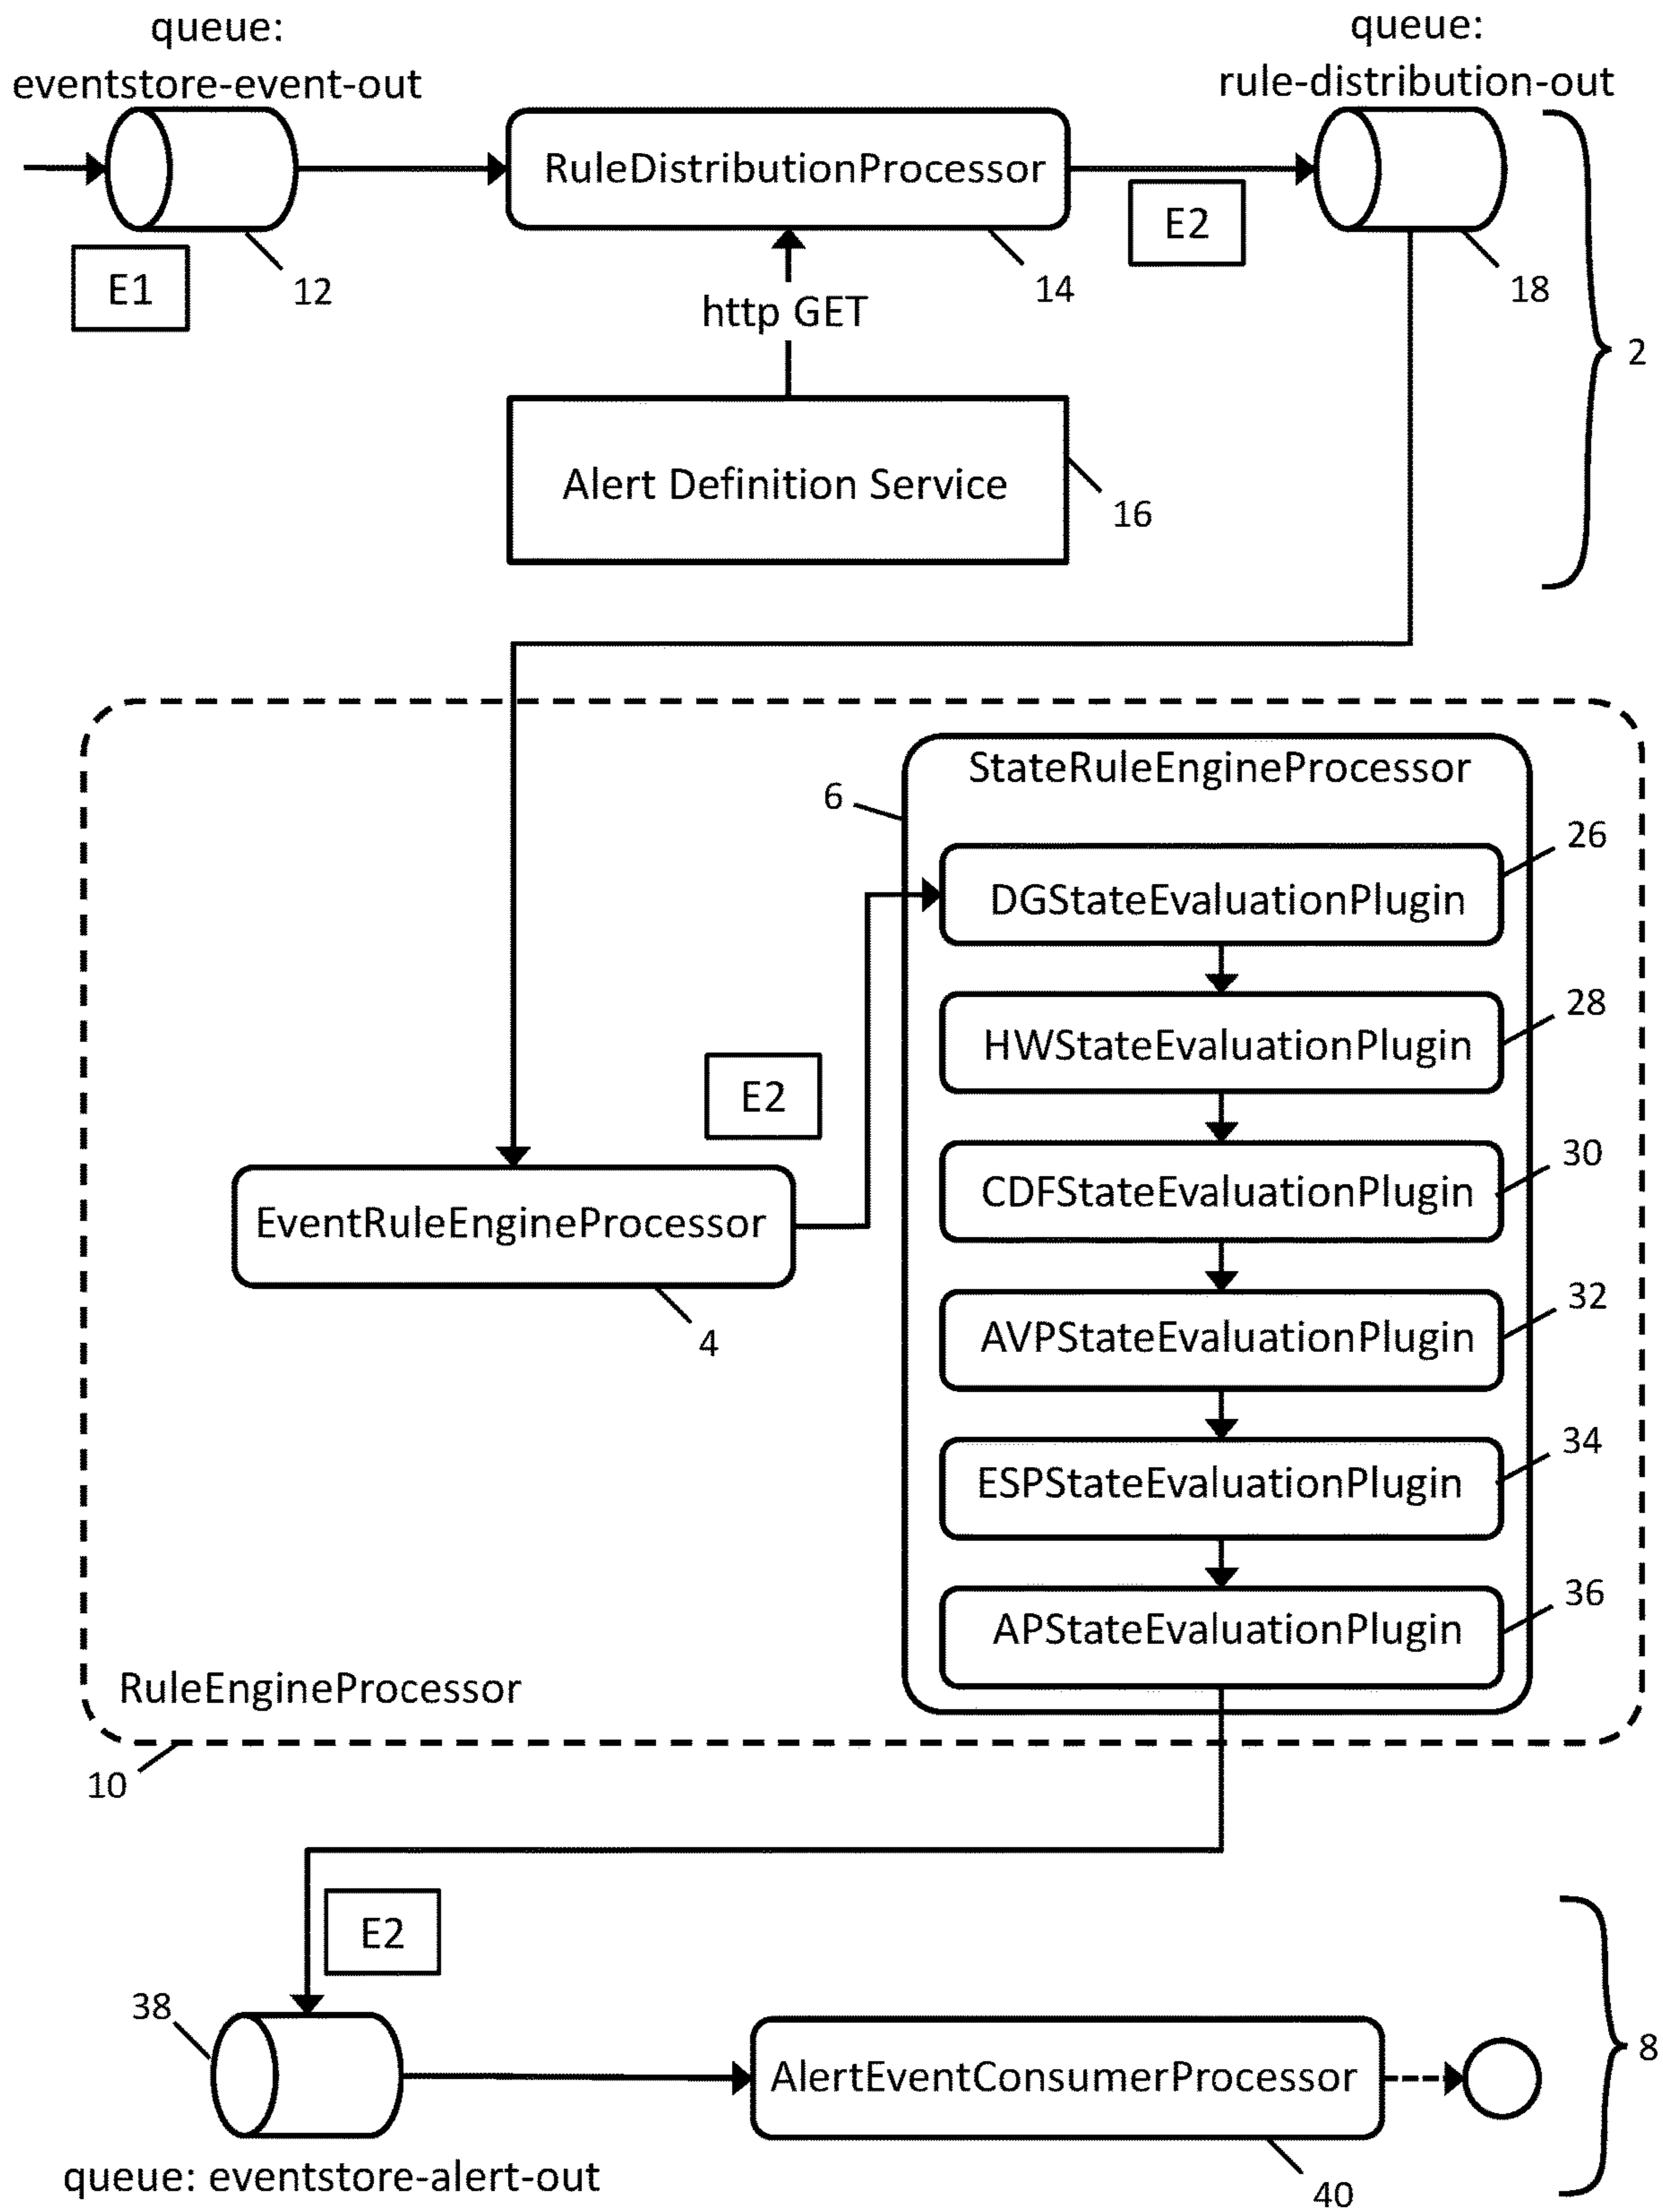 queue:
eventstore-event-out
queue:
rule-distribution-out
RuleDistributionProcessor
E1
12
E2
14
18
http GET
2
Alert Definition Service
16
StateRuleEngineProcessor
6
26
DGStateEvaluationPlugin
28
HWStateEvaluationPlugin
E2
30
CDFStateEvaluationPlugin
EventRuleEngineProcessor
4
32
AVPStateEvaluationPlugin
34
ESPStateEvaluationPlugin
36
APStateEvaluationPlugin
RuleEngineProcessor
10
E2
38
8
AlertEventConsumerProcessor
queue: eventstore-alert-out
40